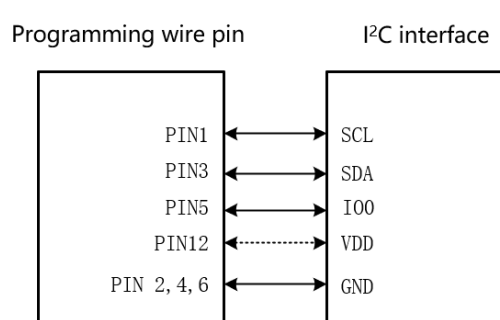 Programming wire pin I²C interface
PIN1 SCL
PIN3 SDA
PIN5 IO0
PIN12 VDD
PIN 2,4,6 GND